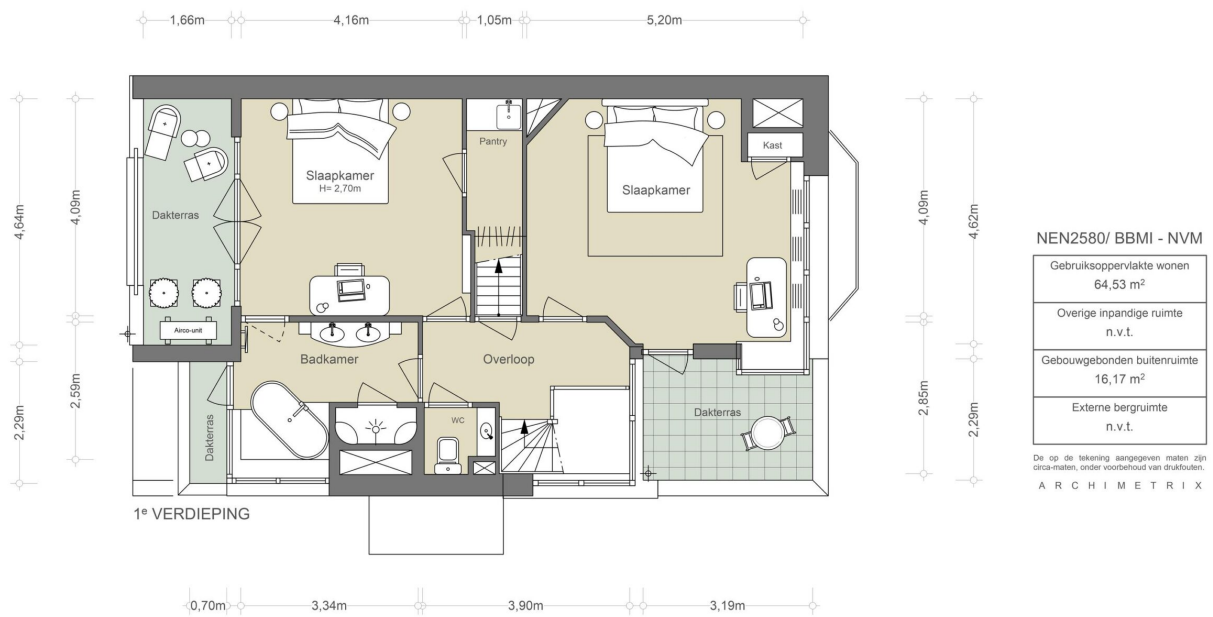 1,66m
4,16m
1,05m
5,20m
4,64m
4,09m
2,59m
2,29m
Slaapkamer
H= 2,70m
Pantry
Slaapkamer
Kast
Dakterras
Airco-unit
Badkamer
Overloop
WC
Dakterras
Dakterras
4,09m
4,62m
2,85m
2,29m
1e VERDIEPING
0,70m
3,34m
3,90m
3,19m
NEN2580/ BBMI - NVM
Gebruiksoppervlakte wonen
64,53 m²
Overige inpandige ruimte
n.v.t.
Gebouwgebonden buitenruimte
16,17 m²
Externe bergruimte
n.v.t.
De op de tekening aangegeven maten zijn
circa-maten, onder voorbehoud van drukfouten.
A R C H I M E T R I X